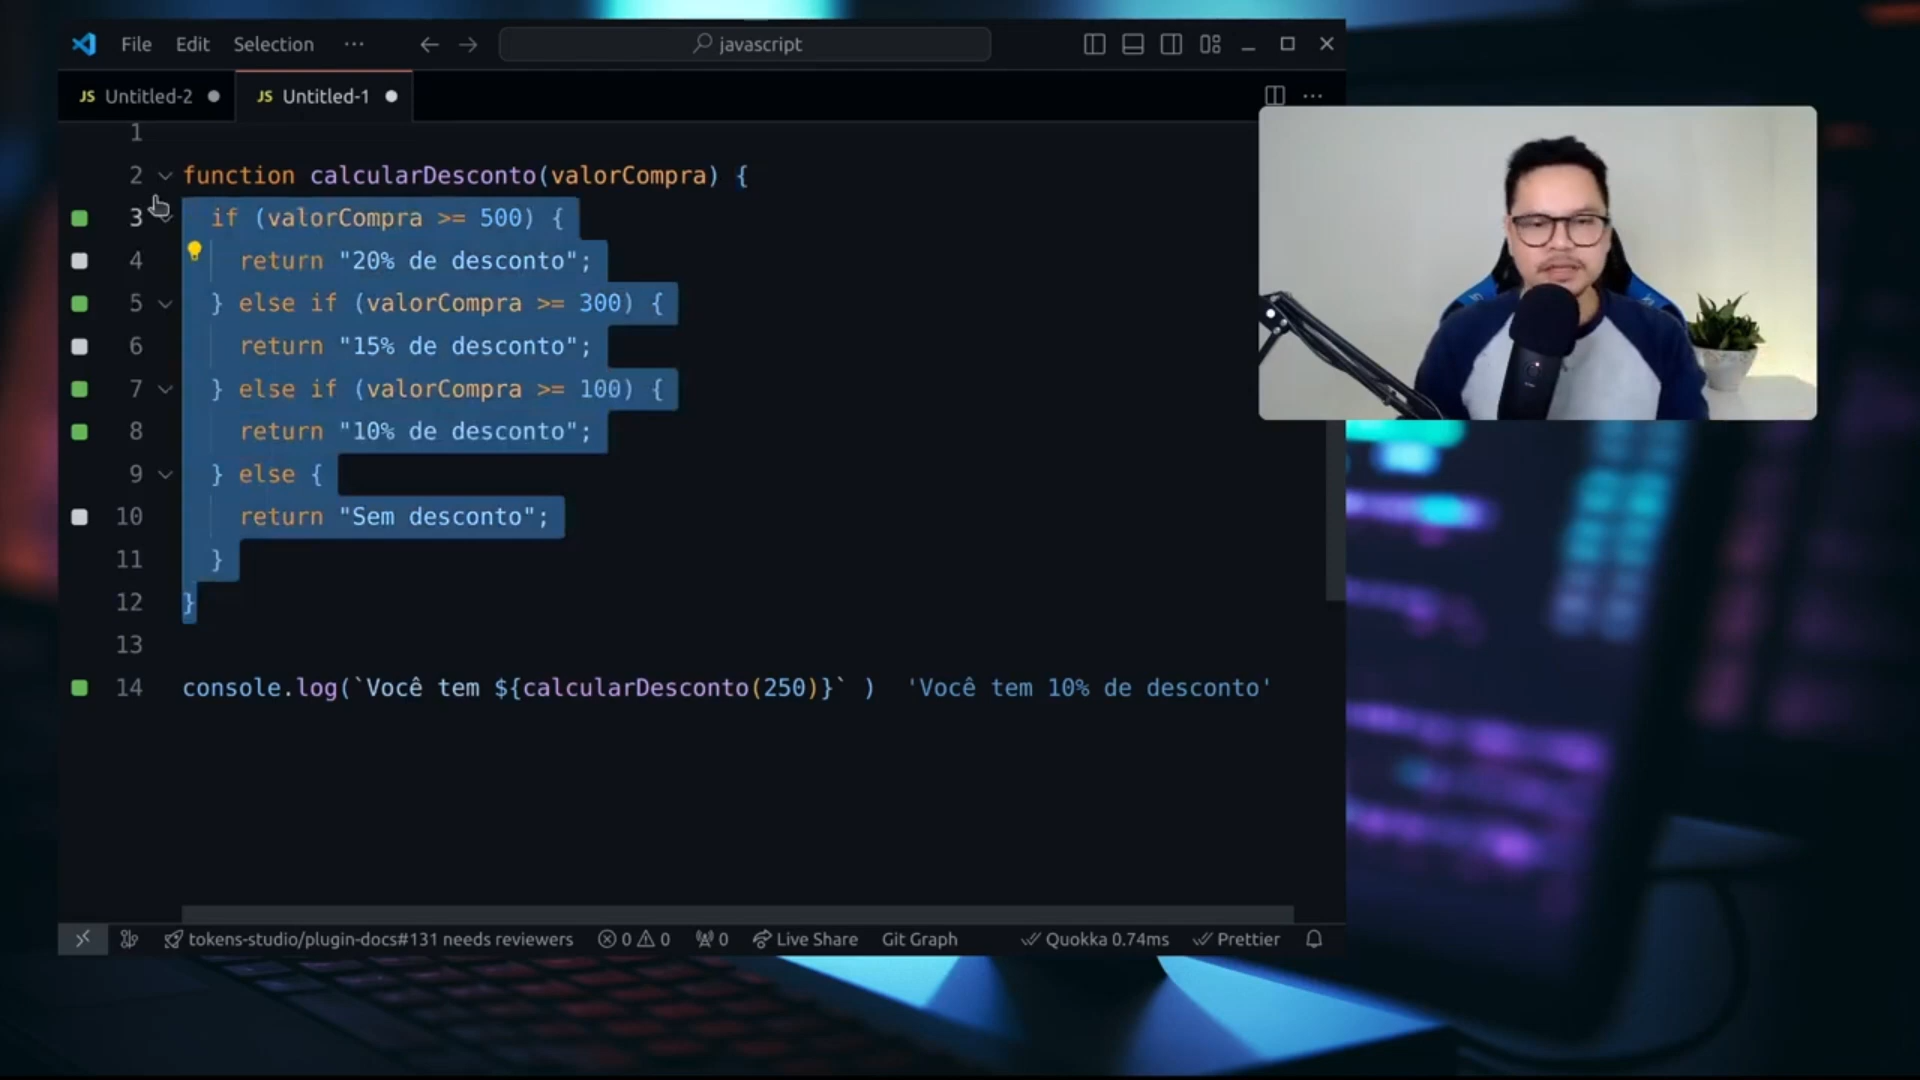 File Edit Selection ··· javascript
JS Untitled-2 JS Untitled-1
1
2 function calcularDesconto(valorCompra) {
3 if (valorCompra >= 500) {
4 return "20% de desconto";
5 } else if (valorCompra >= 300) {
6 return "15% de desconto";
7 } else if (valorCompra >= 100) {
8 return "10% de desconto";
9 } else {
10 return "Sem desconto";
11 }
12 }
13
14 console.log(`Você tem ${calcularDesconto(250)}` ) 'Você tem 10% de desconto'
tokens-studio/plugin-docs#131 needs reviewers 0 0 0 Live Share Git Graph Quokka 0.74ms Prettier